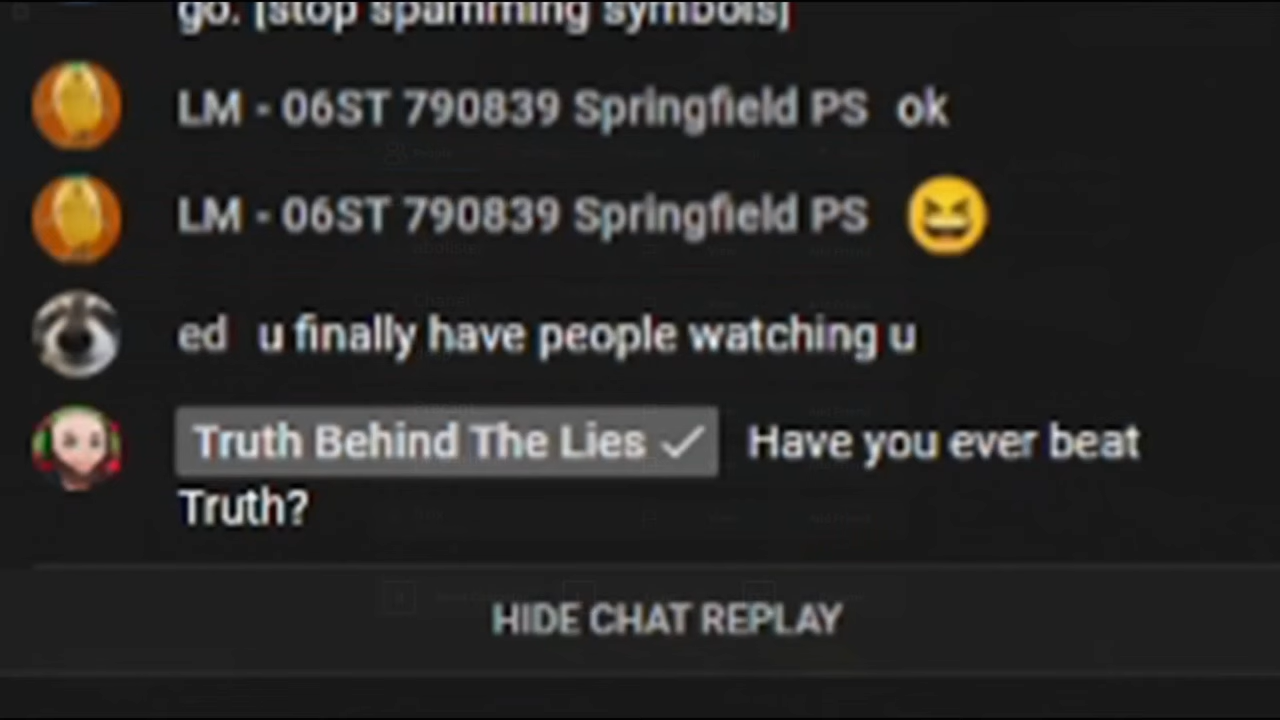 go. [stop spamming symbols]
LM - 06ST 790839 Springfield PS ok
LM - 06ST 790839 Springfield PS 😆
ed u finally have people watching u
Truth Behind The Lies ✓ Have you ever beat
Truth?
HIDE CHAT REPLAY